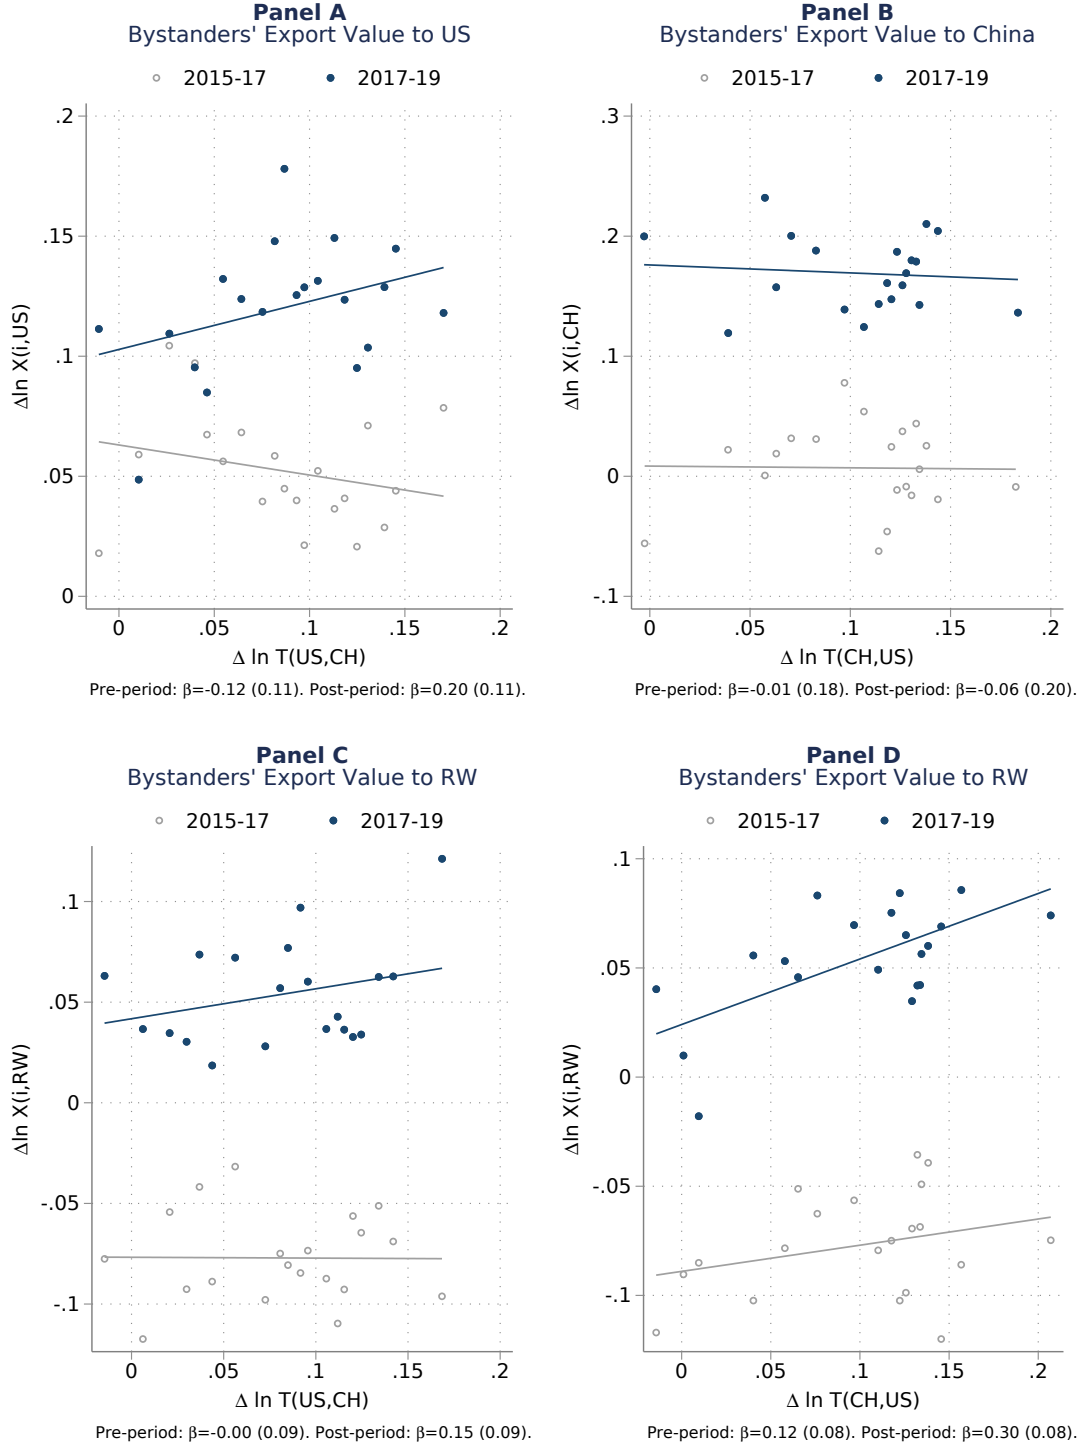 Panel A
Bystanders' Export Value to US
2015-17 2017-19
.2
.15
.1
.05
0
Δln X(i,US)
0 .05 .1 .15 .2
Δ ln T(US,CH)
Pre-period: β=-0.12 (0.11). Post-period: β=0.20 (0.11).
Panel B
Bystanders' Export Value to China
2015-17 2017-19
.3
.2
.1
0
-.1
Δln X(i,CH)
0 .05 .1 .15 .2
Δ ln T(CH,US)
Pre-period: β=-0.01 (0.18). Post-period: β=-0.06 (0.20).
Panel C
Bystanders' Export Value to RW
2015-17 2017-19
.1
.05
0
-.05
-.1
Δln X(i,RW)
0 .05 .1 .15 .2
Δ ln T(US,CH)
Pre-period: β=-0.00 (0.09). Post-period: β=0.15 (0.09).
Panel D
Bystanders' Export Value to RW
2015-17 2017-19
.1
.05
0
-.05
-.1
Δln X(i,RW)
0 .05 .1 .15 .2
Δ ln T(CH,US)
Pre-period: β=0.12 (0.08). Post-period: β=0.30 (0.08).